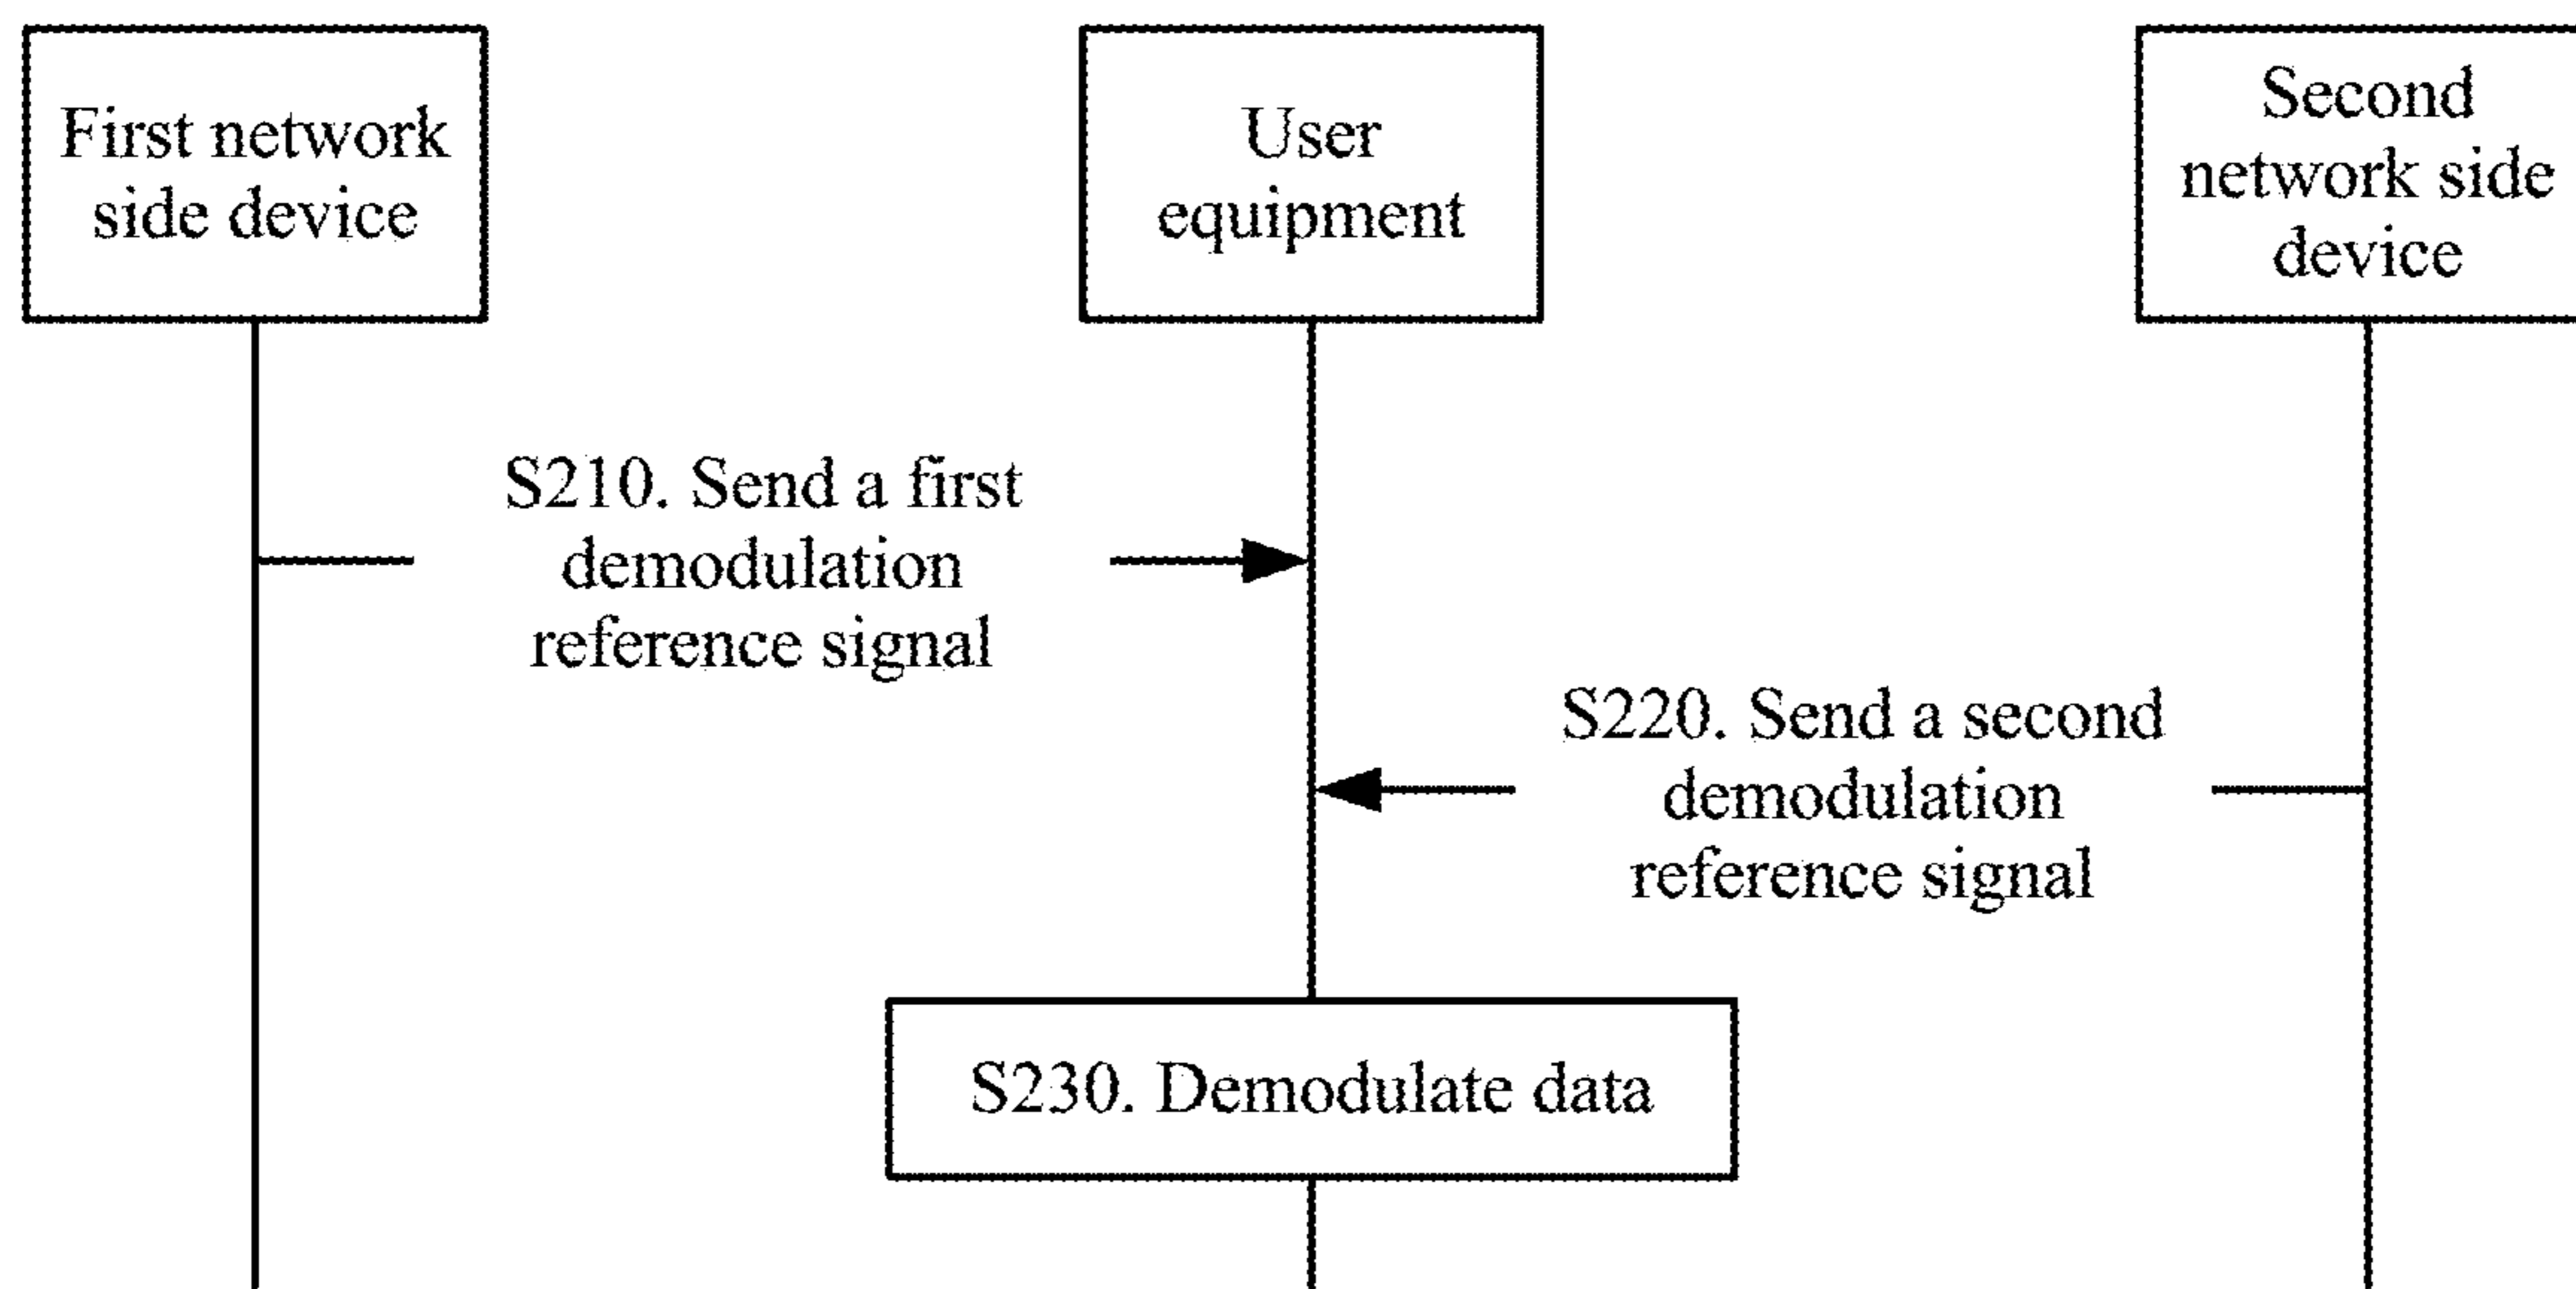 First network
side device
User
equipment
Second
network side
device
S210. Send a first
demodulation
reference signal
S220. Send a second
demodulation
reference signal
S230. Demodulate data